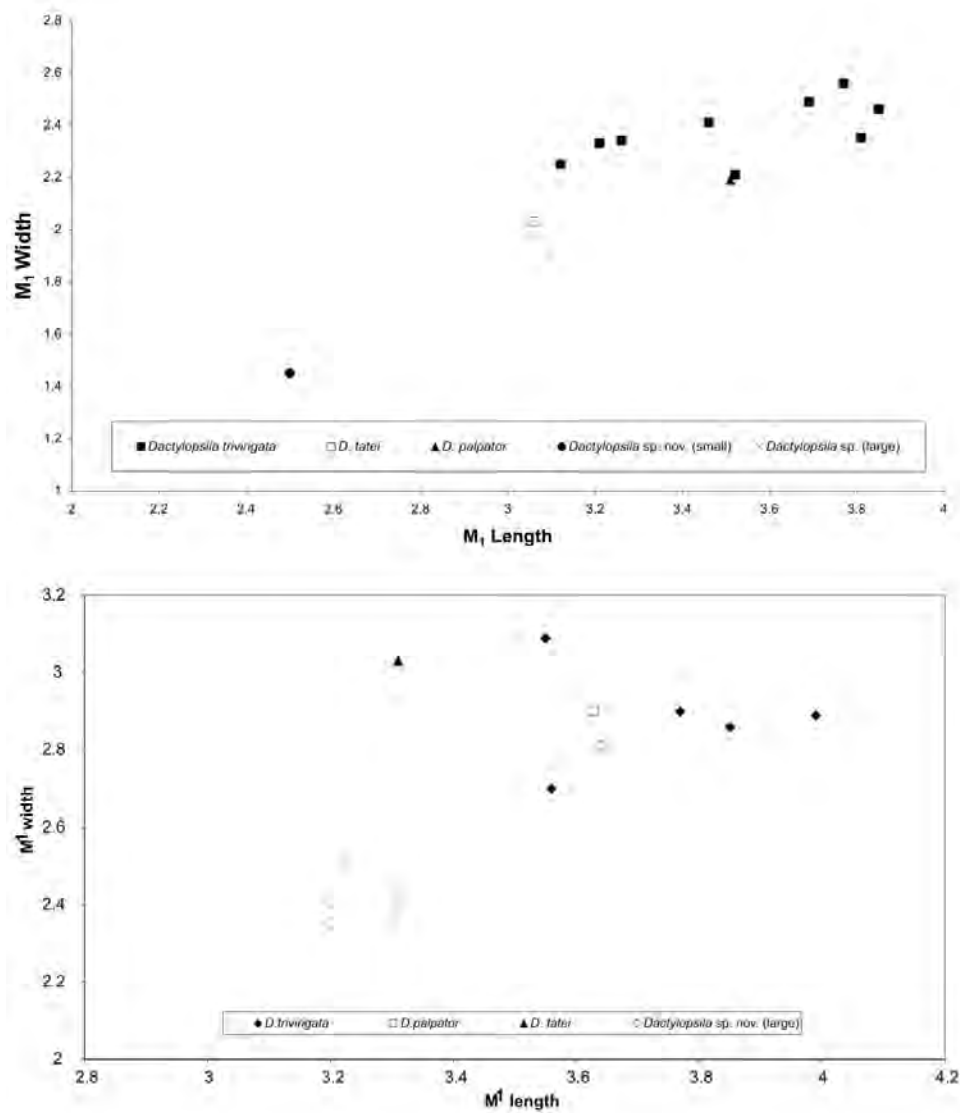 2.8
2.6
2.4
2.2
2
1.8
1.6
1.4
1.2
1
M₁ Width
Dactylopsila trivirigata D. tatei D. palpator Dactylopsila sp. nov. (small) Dactylopsila sp. (large)
2 2.2 2.4 2.6 2.8 3 3.2 3.4 3.6 3.8 4
M₁ Length
3.2
3
2.8
2.6
2.4
2.2
2
M¹ width
D.trivirigata D.palpator D. tatei Dactylopsila sp. nov. (large)
2.8 3 3.2 3.4 3.6 3.8 4 4.2
M¹ length